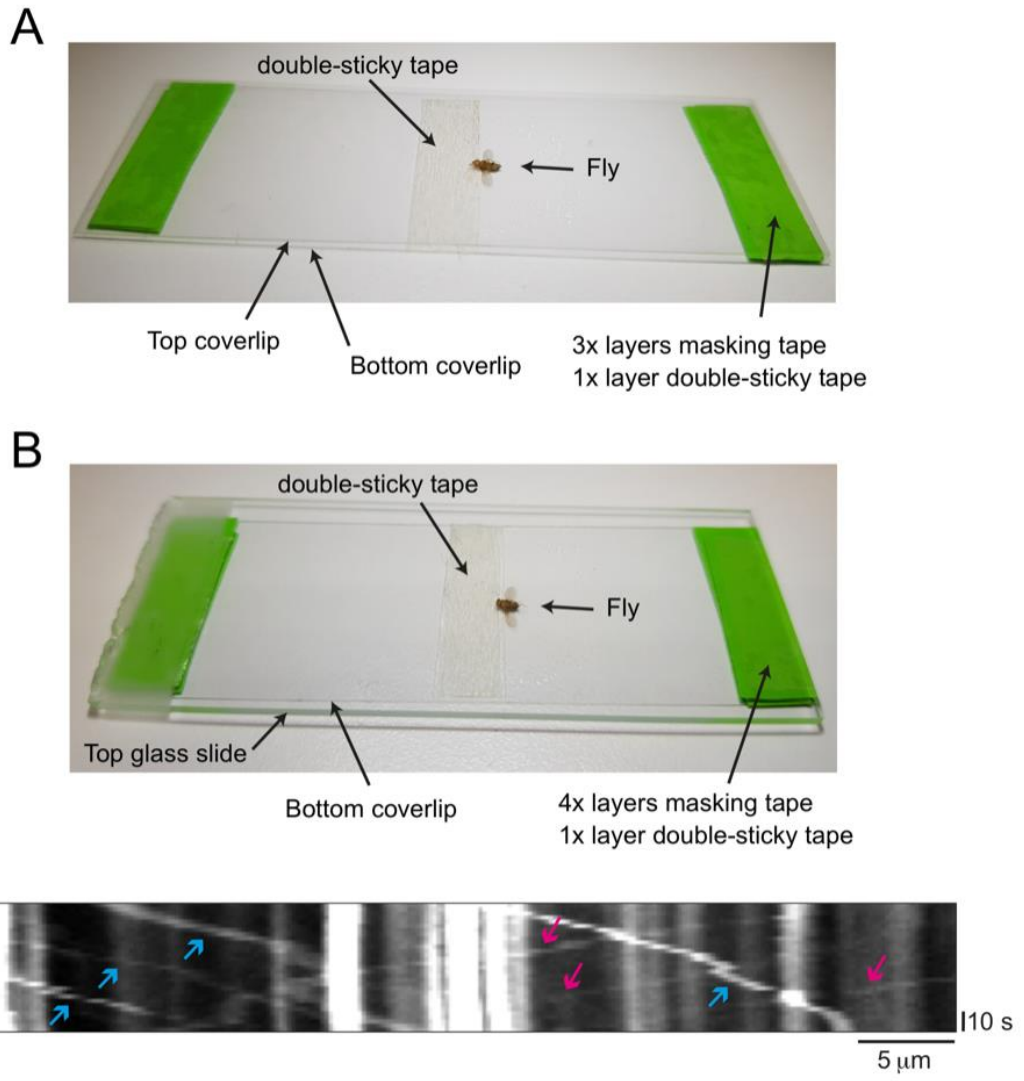 A
double-sticky tape
Fly
Top coverlip
Bottom coverlip
3x layers masking tape
1x layer double-sticky tape
B
double-sticky tape
Fly
Top glass slide
Bottom coverlip
4x layers masking tape
1x layer double-sticky tape
10 s
5 μm